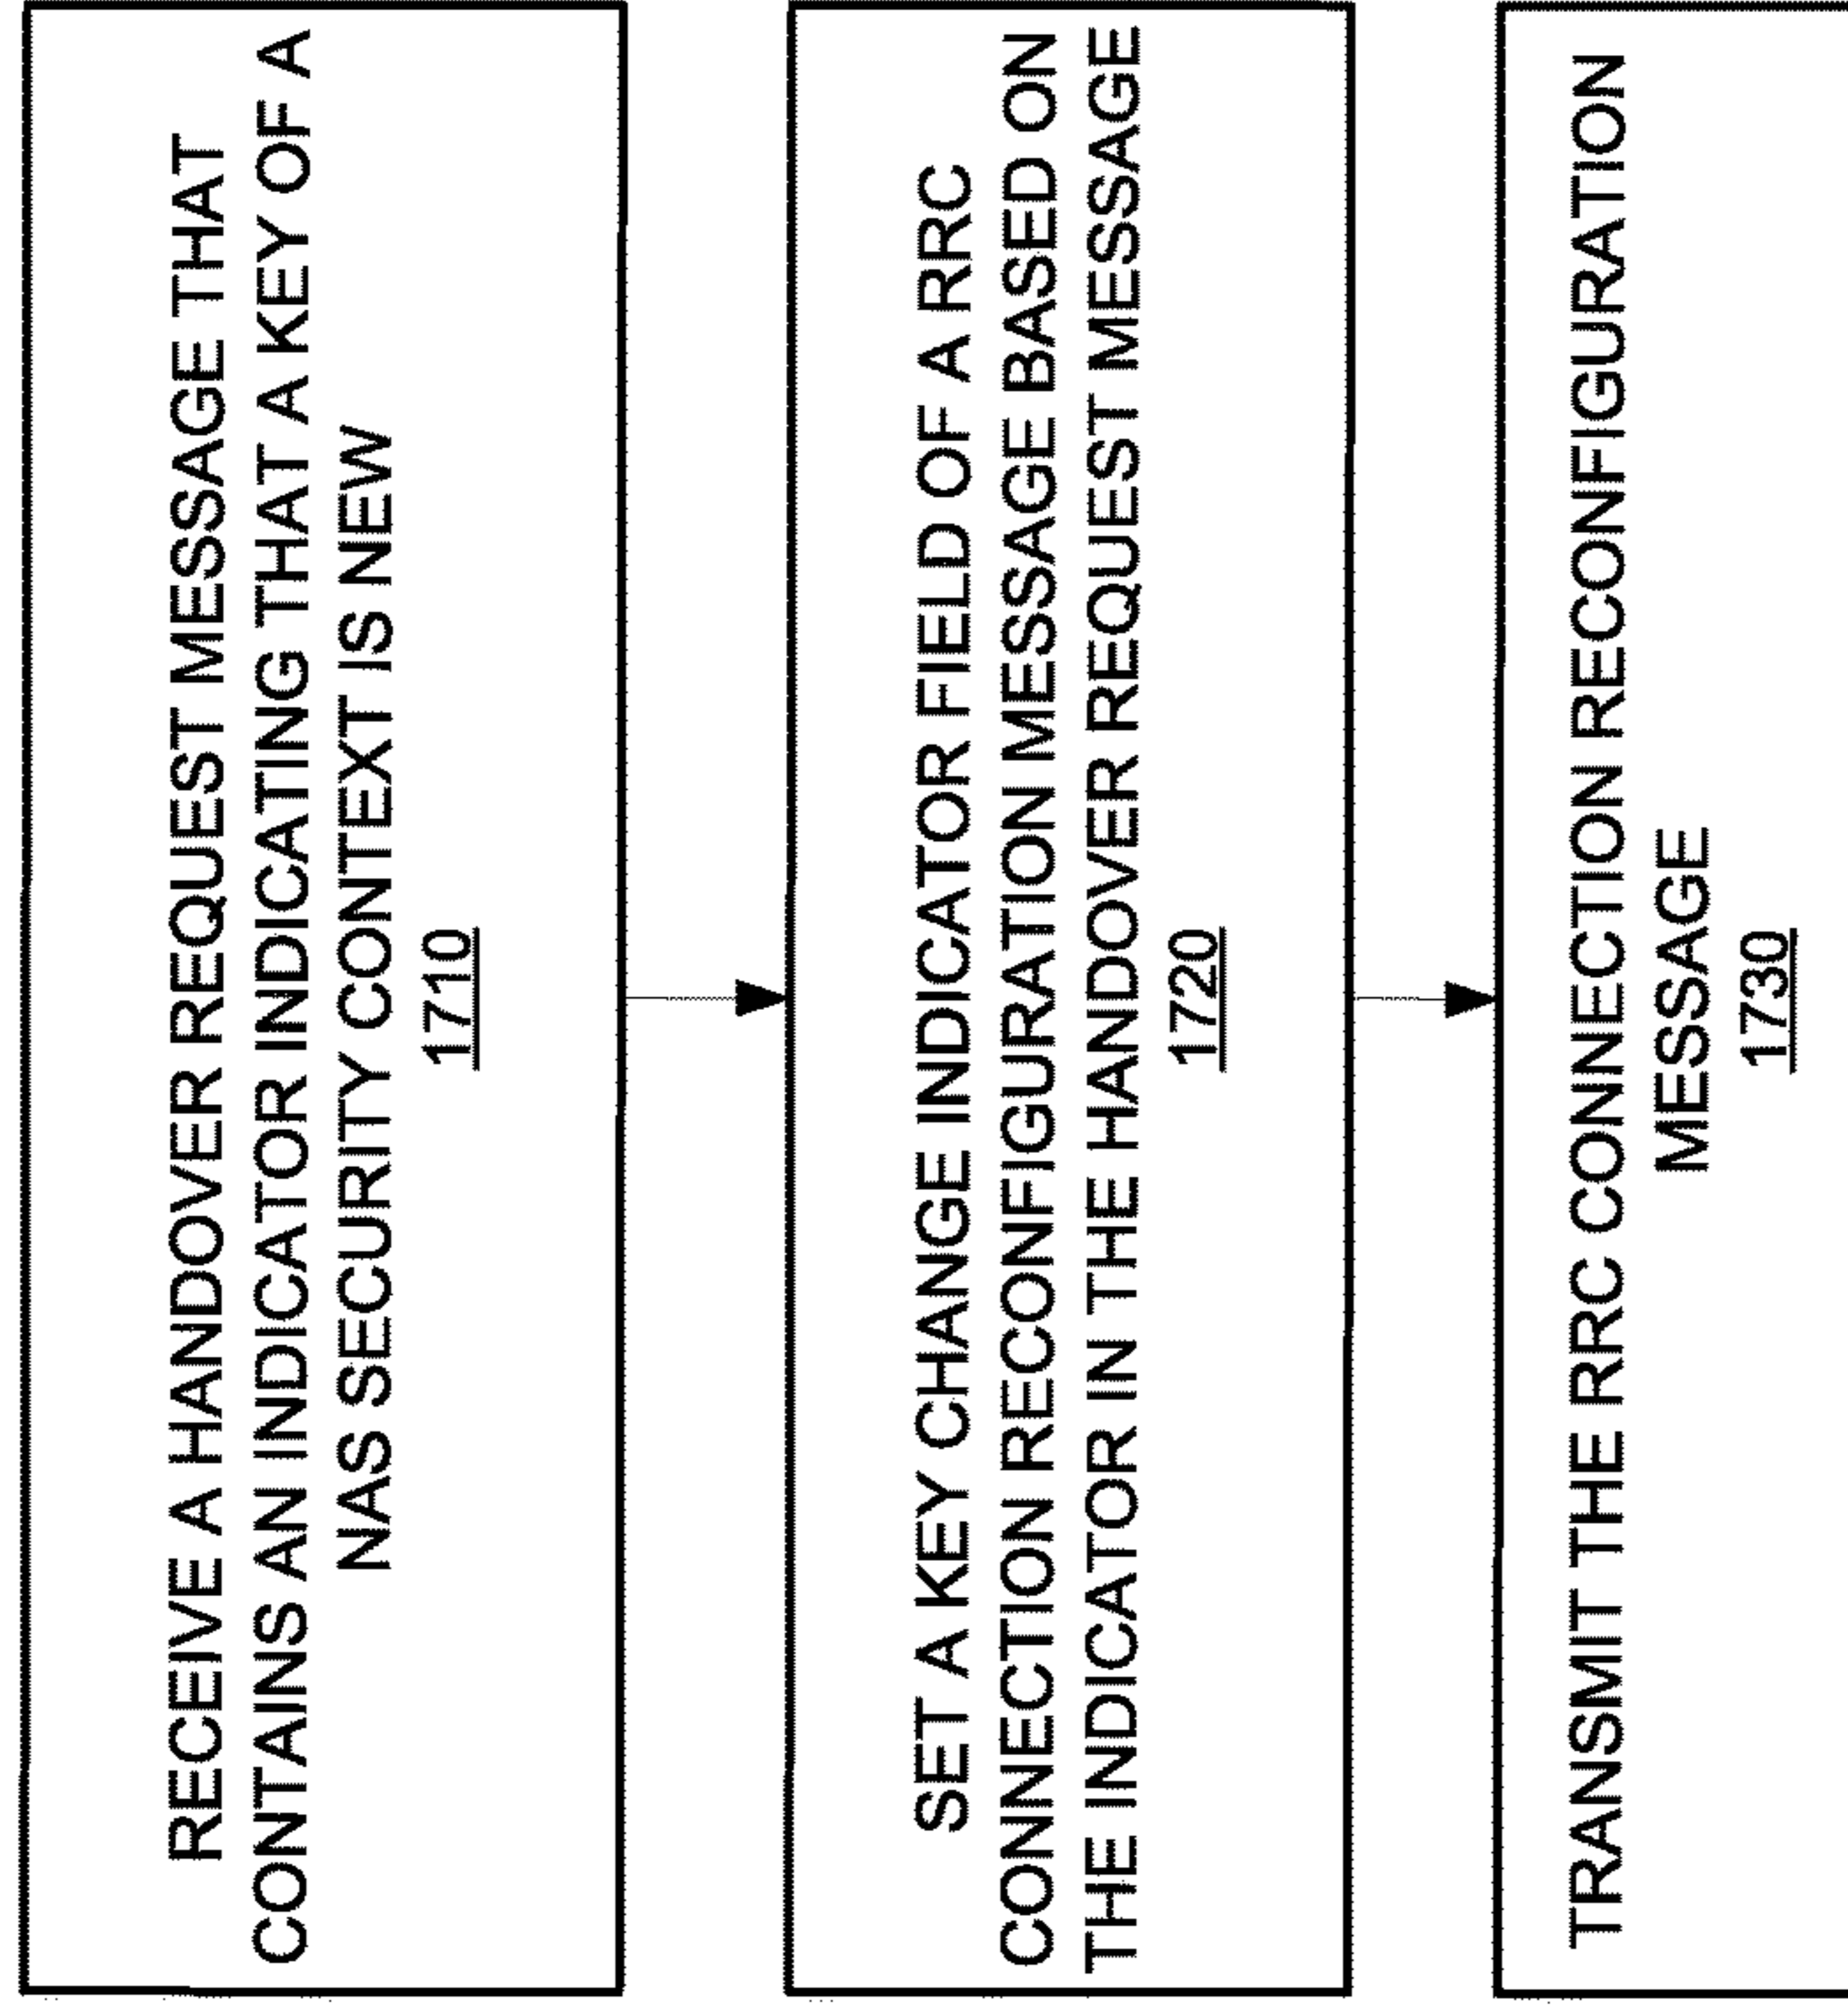 RECEIVE A HANDOVER REQUEST MESSAGE THAT
CONTAINS AN INDICATOR INDICATING THAT A KEY OF A
NAS SECURITY CONTEXT IS NEW
1710
SET A KEY CHANGE INDICATOR FIELD OF A RRC
CONNECTION RECONFIGURATION MESSAGE BASED ON
THE INDICATOR IN THE HANDOVER REQUEST MESSAGE
1720
TRANSMIT THE RRC CONNECTION RECONFIGURATION
MESSAGE
1730